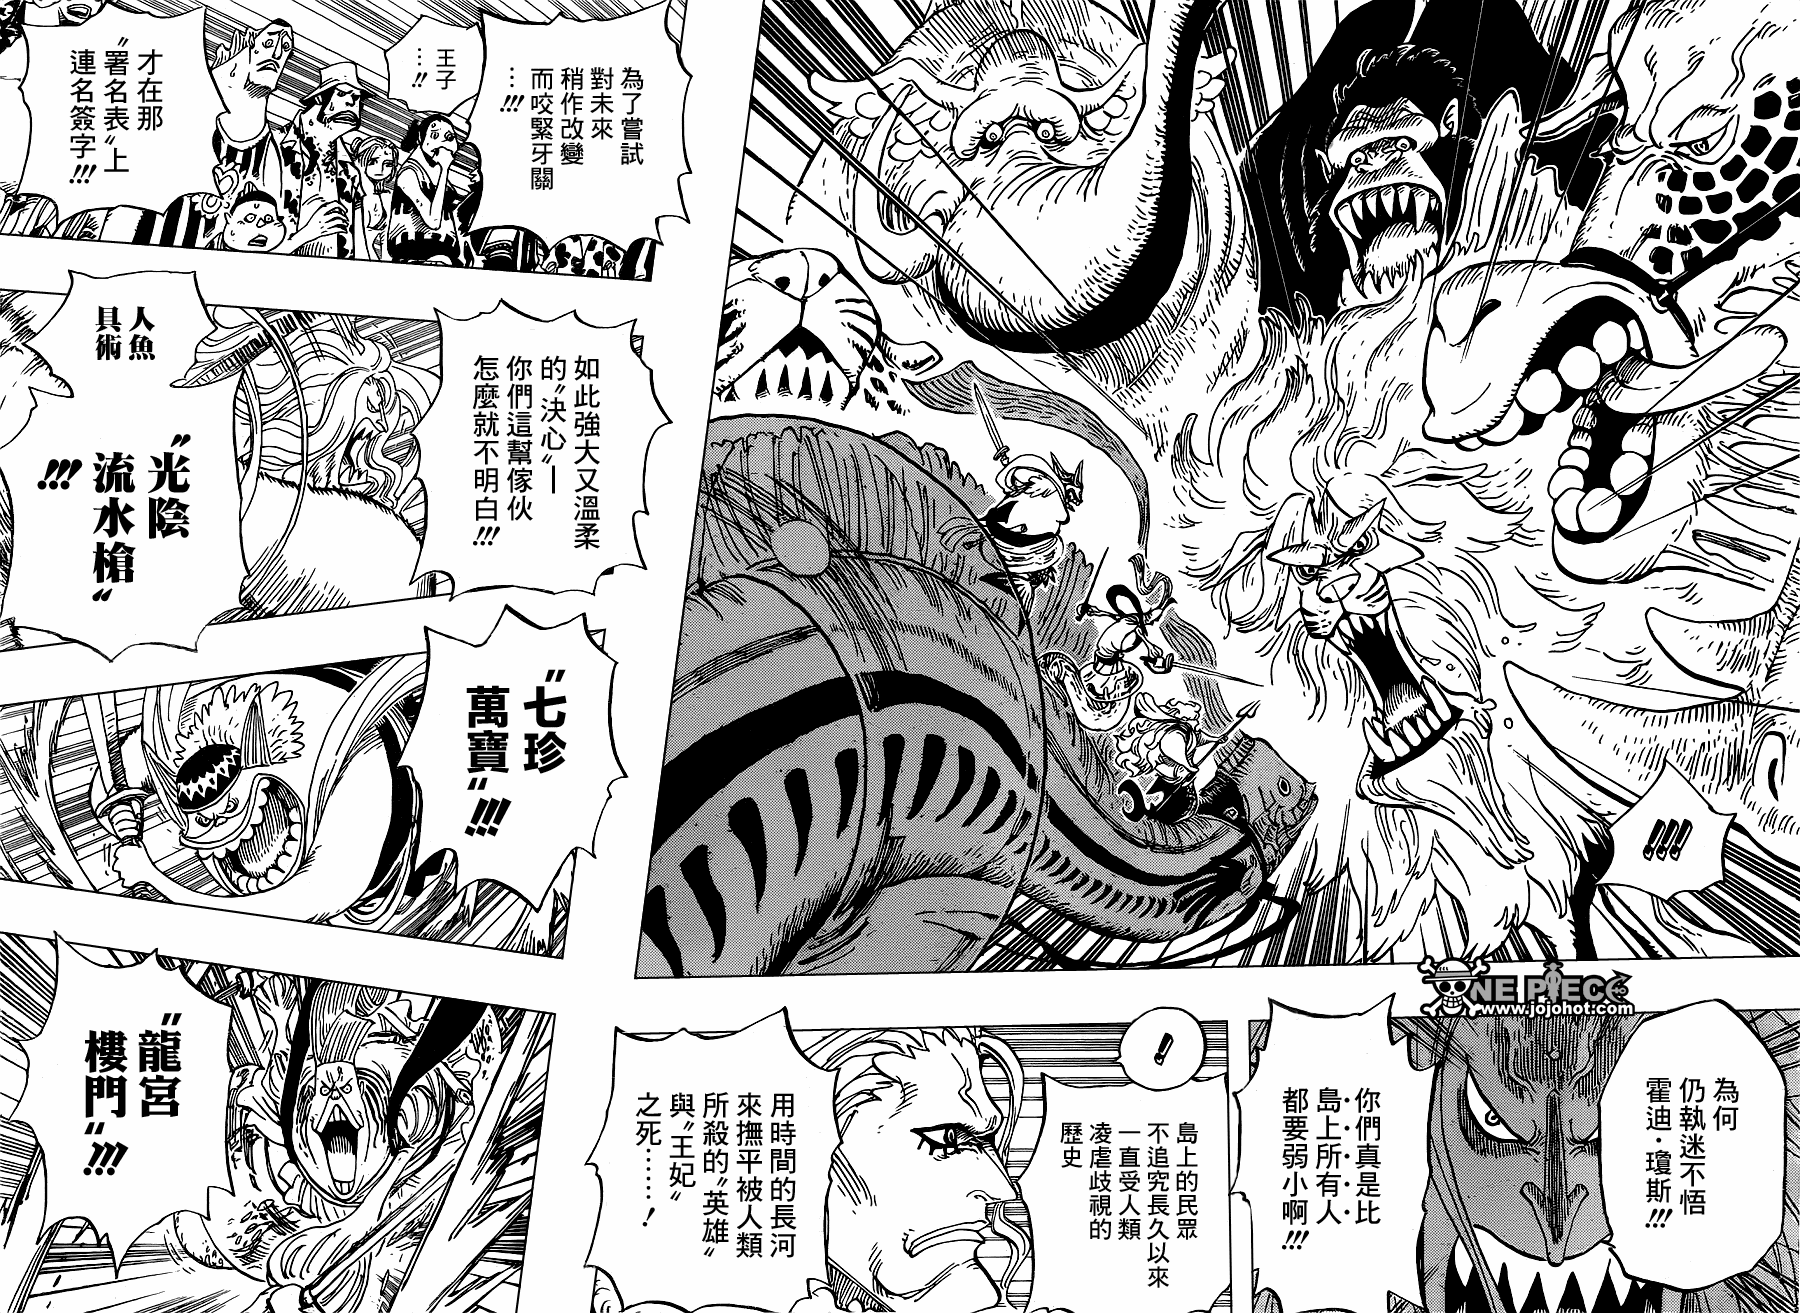 !!!
為何
仍執迷不悟
霍迪·瓊斯!!!
你們真是比
島上所有人
都要弱小啊!!!
!
島上的民眾
不追究長久以來
一直受人類
凌虐歧視的
歷史
用時間的長河
來撫平被人類
所殺的〝英雄〞
與〝王妃〞
之死……!
為了嘗試
對未來
稍作改變
而咬緊牙關
…!!!
王子
…!!
才在那
〝署名表〞上
連名簽字!!!
如此強大又溫柔
的〝決心〞—
你們這幫傢伙
怎麼就不明白!!!
人魚
具術
〝光陰
流水槍〞
!!!
〝七珍
萬寶〞!!!
〝龍宮
樓門〞!!!
ONE PIECE
www.jojohot.com